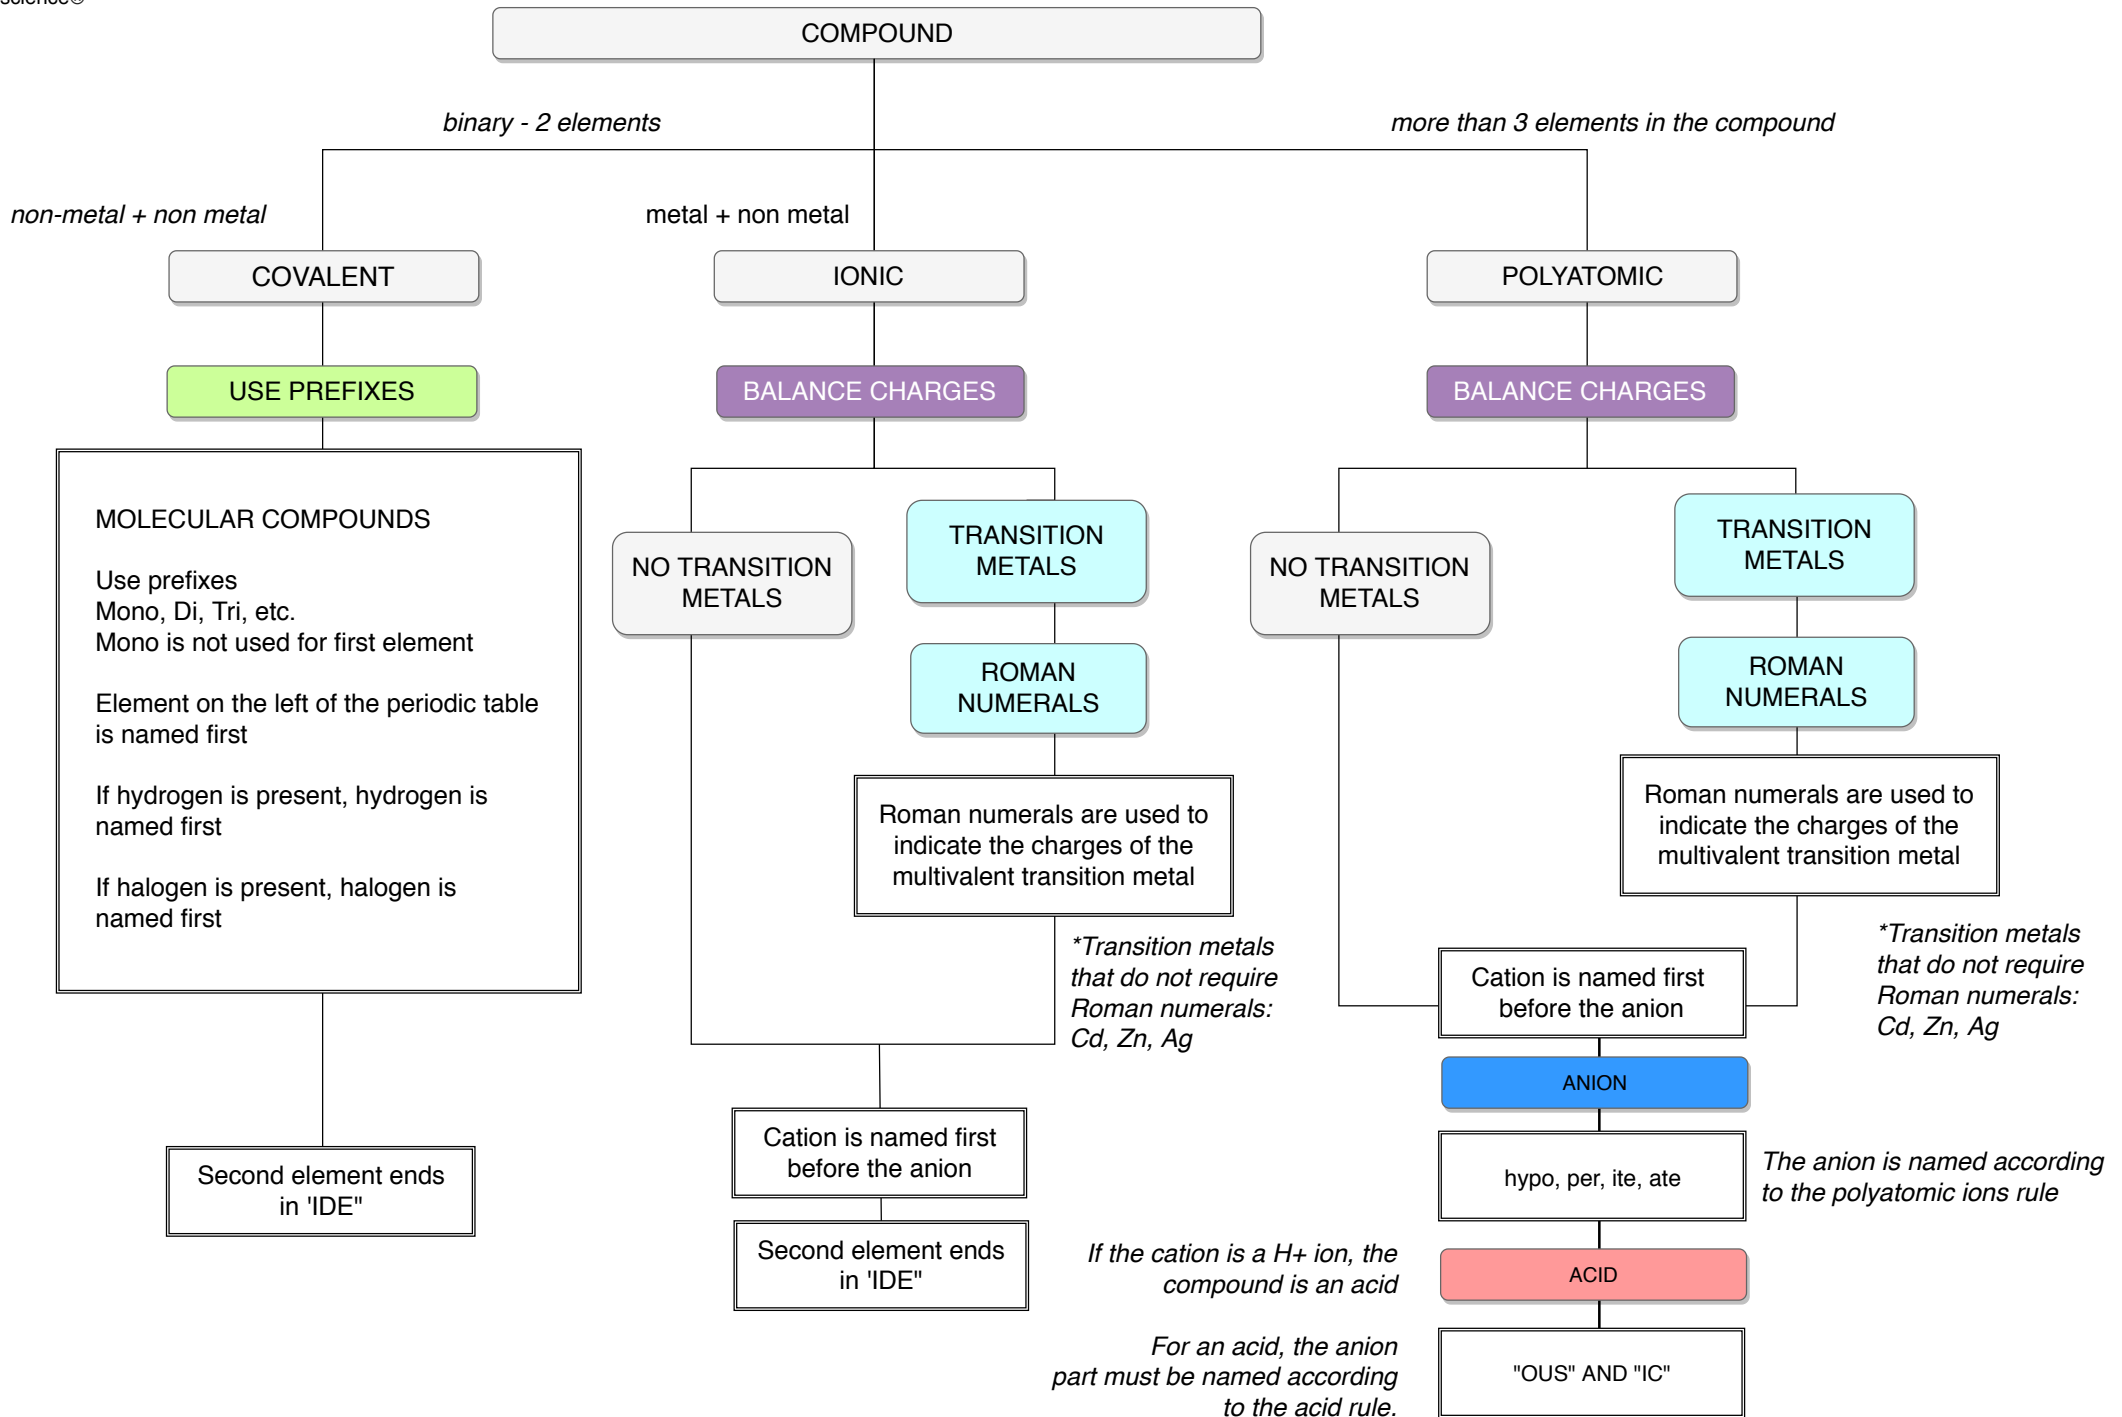 science®
COMPOUND
binary - 2 elements
more than 3 elements in the compound
non-metal + non metal
metal + non metal
COVALENT
IONIC
POLYATOMIC
USE PREFIXES
BALANCE CHARGES
BALANCE CHARGES
MOLECULAR COMPOUNDS
Use prefixes
Mono, Di, Tri, etc.
Mono is not used for first element
Element on the left of the periodic table
is named first
If hydrogen is present, hydrogen is
named first
If halogen is present, halogen is
named first
Second element ends
in 'IDE"
NO TRANSITION
METALS
TRANSITION
METALS
ROMAN
NUMERALS
Roman numerals are used to
indicate the charges of the
multivalent transition metal
*Transition metals
that do not require
Roman numerals:
Cd, Zn, Ag
Cation is named first
before the anion
Second element ends
in 'IDE"
NO TRANSITION
METALS
TRANSITION
METALS
ROMAN
NUMERALS
Roman numerals are used to
indicate the charges of the
multivalent transition metal
*Transition metals
that do not require
Roman numerals:
Cd, Zn, Ag
Cation is named first
before the anion
ANION
hypo, per, ite, ate
The anion is named according
to the polyatomic ions rule
If the cation is a H+ ion, the
compound is an acid
ACID
For an acid, the anion
part must be named according
to the acid rule.
"OUS" AND "IC"